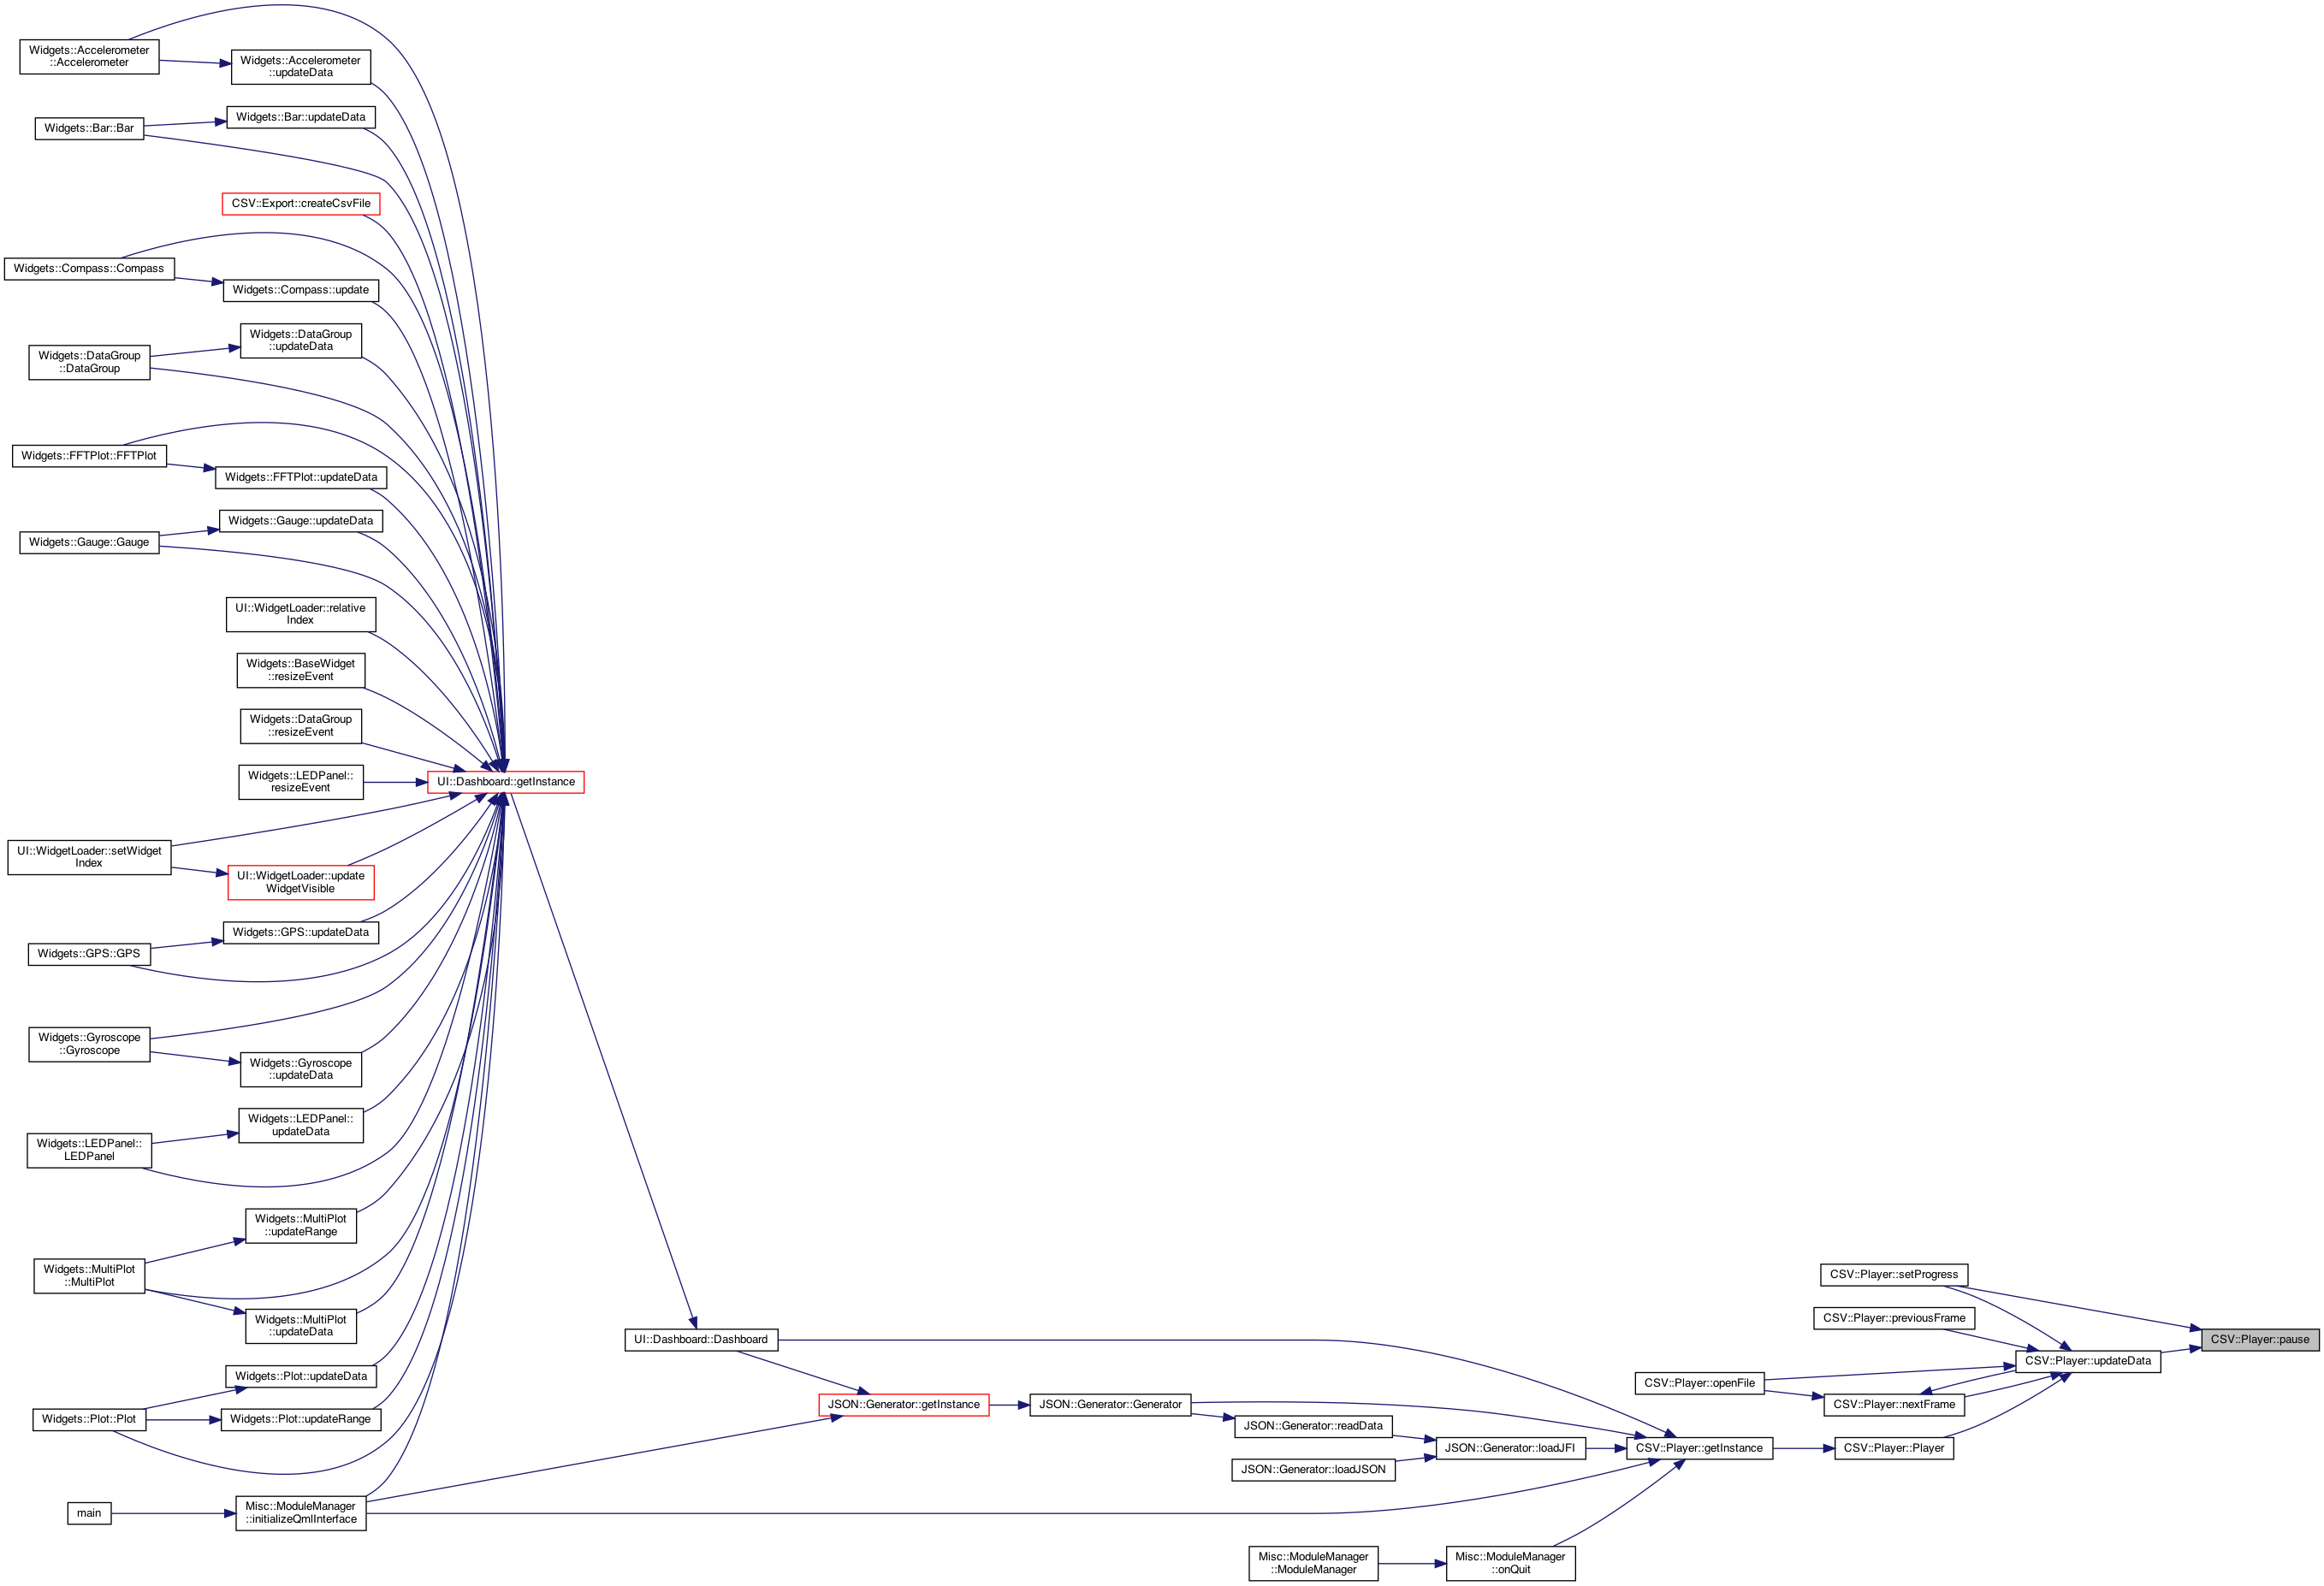 Widgets::Accelerometer
::Accelerometer
Widgets::Accelerometer
::updateData
Widgets::Bar::updateData
Widgets::Bar::Bar
CSV::Export::createCsvFile
Widgets::Compass::Compass
Widgets::Compass::update
Widgets::DataGroup
::updateData
Widgets::DataGroup
::DataGroup
Widgets::FFTPlot::FFTPlot
Widgets::FFTPlot::updateData
Widgets::Gauge::updateData
Widgets::Gauge::Gauge
UI::WidgetLoader::relative
Index
Widgets::BaseWidget
::resizeEvent
Widgets::DataGroup
::resizeEvent
Widgets::LEDPanel::
resizeEvent
UI::Dashboard::getInstance
UI::WidgetLoader::setWidget
Index
UI::WidgetLoader::update
WidgetVisible
Widgets::GPS::updateData
Widgets::GPS::GPS
Widgets::Gyroscope
::Gyroscope
Widgets::Gyroscope
::updateData
Widgets::LEDPanel::
updateData
Widgets::LEDPanel::
LEDPanel
Widgets::MultiPlot
::updateRange
Widgets::MultiPlot
::MultiPlot
Widgets::MultiPlot
::updateData
Widgets::Plot::updateData
Widgets::Plot::Plot
Widgets::Plot::updateRange
main
Misc::ModuleManager
::initializeQmlInterface
UI::Dashboard::Dashboard
JSON::Generator::getInstance
JSON::Generator::Generator
JSON::Generator::readData
JSON::Generator::loadJSON
JSON::Generator::loadJFI
Misc::ModuleManager
::ModuleManager
Misc::ModuleManager
::onQuit
CSV::Player::getInstance
CSV::Player::setProgress
CSV::Player::previousFrame
CSV::Player::openFile
CSV::Player::nextFrame
CSV::Player::Player
CSV::Player::updateData
CSV::Player::pause